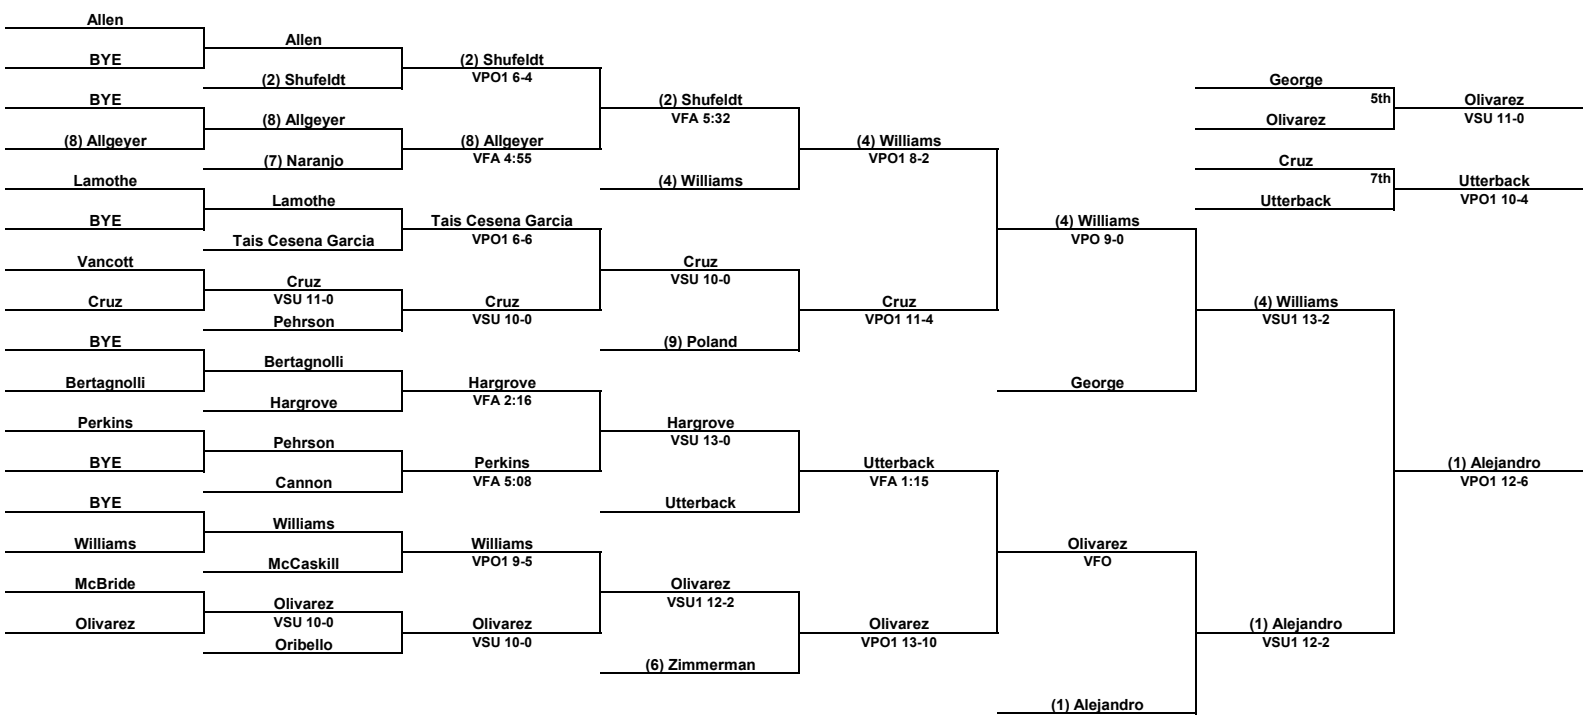 Allen
BYE
BYE
(8) Allgeyer
Lamothe
BYE
Vancott
Cruz
BYE
Bertagnolli
Perkins
BYE
BYE
Williams
McBride
Olivarez
Allen
(2) Shufeldt
(8) Allgeyer
(7) Naranjo
Lamothe
Tais Cesena Garcia
Cruz
VSU 11-0
Pehrson
Bertagnolli
Hargrove
Pehrson
Cannon
Williams
McCaskill
Olivarez
VSU 10-0
Oribello
(2) Shufeldt
VPO1 6-4
(8) Allgeyer
VFA 4:55
Tais Cesena Garcia
VPO1 6-6
Cruz
VSU 10-0
Hargrove
VFA 2:16
Perkins
VFA 5:08
Williams
VPO1 9-5
Olivarez
VSU 10-0
(2) Shufeldt
VFA 5:32
(4) Williams
Cruz
VSU 10-0
(9) Poland
Hargrove
VSU 13-0
Utterback
Olivarez
VSU1 12-2
(6) Zimmerman
(4) Williams
VPO1 8-2
Cruz
VPO1 11-4
Utterback
VFA 1:15
Olivarez
VPO1 13-10
(4) Williams
VPO 9-0
George
Olivarez
VFO
(1) Alejandro
(4) Williams
VSU1 13-2
(1) Alejandro
VSU1 12-2
(1) Alejandro
VPO1 12-6
George
5th
Olivarez
Olivarez
VSU 11-0
Cruz
7th
Utterback
Utterback
VPO1 10-4